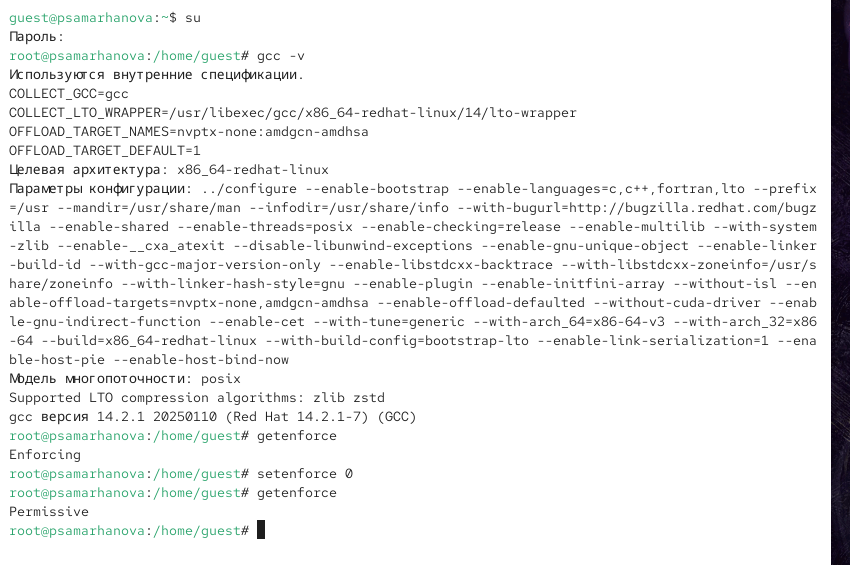 guest@psamarhanova:~$ su
Пароль:
root@psamarhanova:/home/guest# gcc -v
Используются внутренние спецификации.
COLLECT_GCC=gcc
COLLECT_LTO_WRAPPER=/usr/libexec/gcc/x86_64-redhat-linux/14/lto-wrapper
OFFLOAD_TARGET_NAMES=nvptx-none:amdgcn-amdhsa
OFFLOAD_TARGET_DEFAULT=1
Целевая архитектура: x86_64-redhat-linux
Параметры конфигурации: ../configure --enable-bootstrap --enable-languages=c,c++,fortran,lto --prefix
=/usr --mandir=/usr/share/man --infodir=/usr/share/info --with-bugurl=http://bugzilla.redhat.com/bugz
illa --enable-shared --enable-threads=posix --enable-checking=release --enable-multilib --with-system
-zlib --enable-__cxa_atexit --disable-libunwind-exceptions --enable-gnu-unique-object --enable-linker
-build-id --with-gcc-major-version-only --enable-libstdcxx-backtrace --with-libstdcxx-zoneinfo=/usr/s
hare/zoneinfo --with-linker-hash-style=gnu --enable-plugin --enable-initfini-array --without-isl --en
able-offload-targets=nvptx-none,amdgcn-amdhsa --enable-offload-defaulted --without-cuda-driver --enab
le-gnu-indirect-function --enable-cet --with-tune=generic --with-arch_64=x86-64-v3 --with-arch_32=x86
-64 --build=x86_64-redhat-linux --with-build-config=bootstrap-lto --enable-link-serialization=1 --ena
ble-host-pie --enable-host-bind-now
Модель многопоточности: posix
Supported LTO compression algorithms: zlib zstd
gcc версия 14.2.1 20250110 (Red Hat 14.2.1-7) (GCC)
root@psamarhanova:/home/guest# getenforce
Enforcing
root@psamarhanova:/home/guest# setenforce 0
root@psamarhanova:/home/guest# getenforce
Permissive
root@psamarhanova:/home/guest#